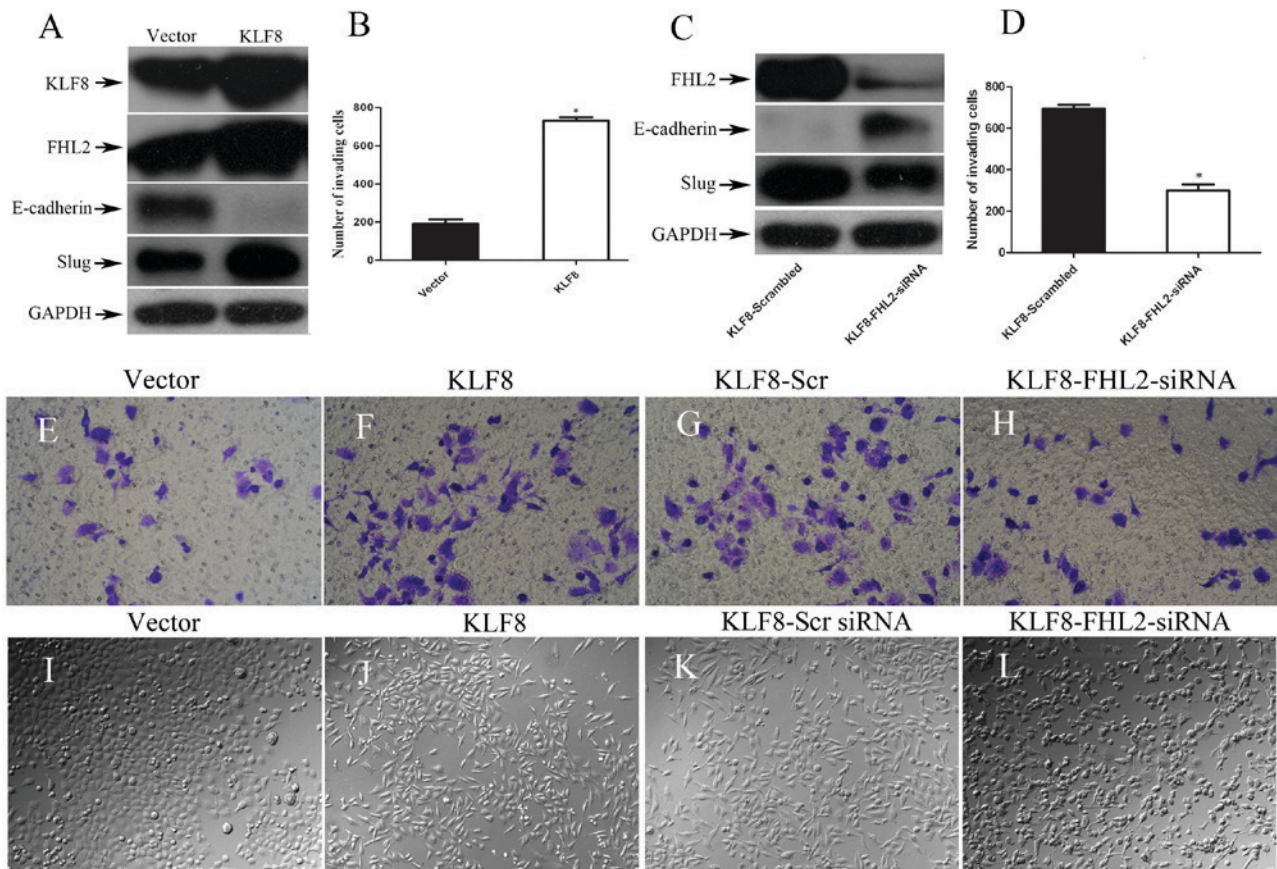 A
Vector KLF8
KLF8
FHL2
E-cadherin
Slug
GAPDH
B
Number of invading cells
800
600
400
200
0
*
Vector
KLF8
C
FHL2
E-cadherin
Slug
GAPDH
KLF8-Scrambled
KLF8-FHL2-siRNA
D
Number of invading cells
800
600
400
200
0
*
KLF8-Scrambled
KLF8-FHL2-siRNA
Vector KLF8 KLF8-Scr KLF8-FHL2-siRNA
E F G H
Vector KLF8 KLF8-Scr siRNA KLF8-FHL2-siRNA
I J K L